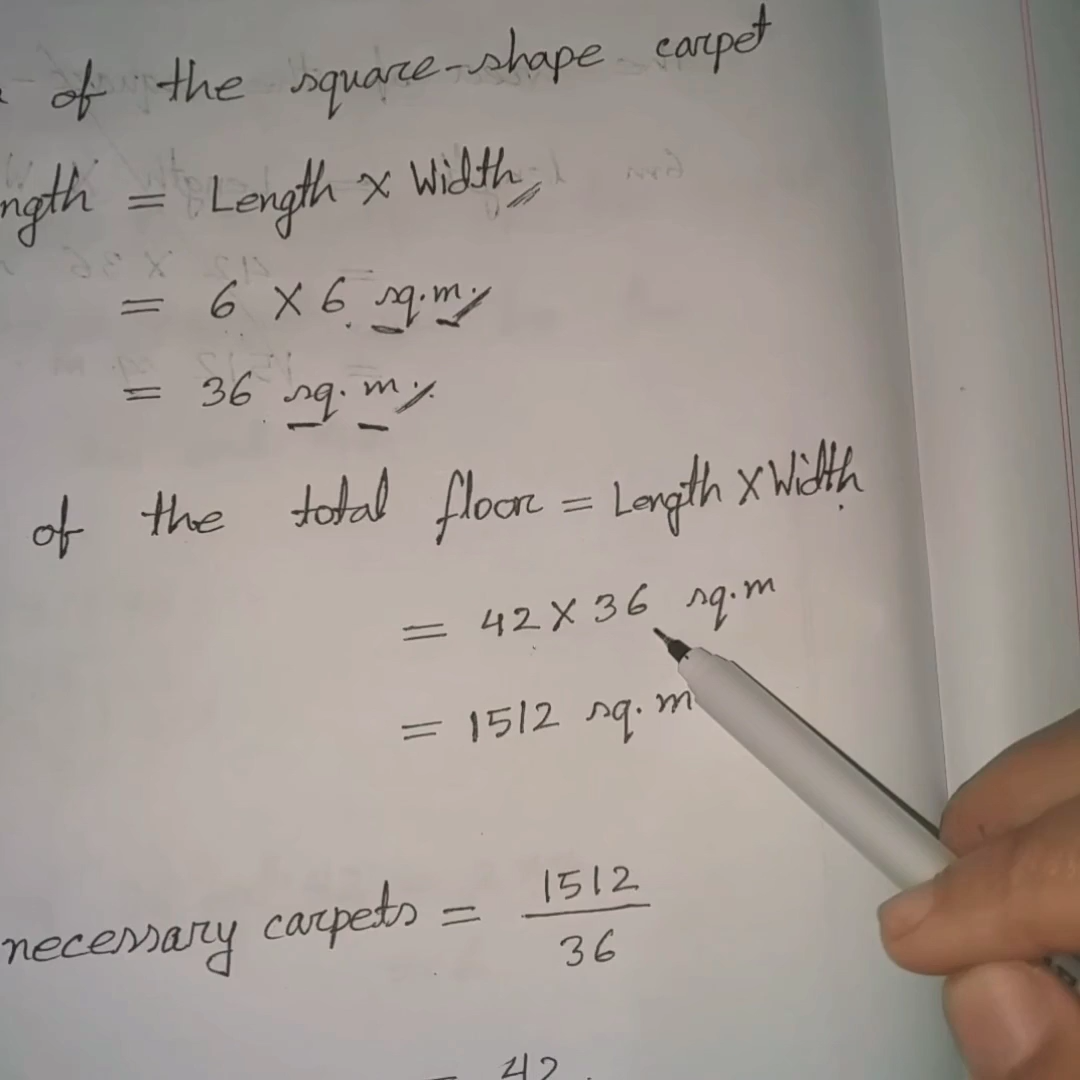 of the square-shape carpet
ngth = Length × Width
= 6 × 6 sq.m.
= 36 sq. m.
of the total floor = Length × Width
= 42 × 36 sq.m
= 1512 sq. m
necessary carpets = 1512
36
= 42.